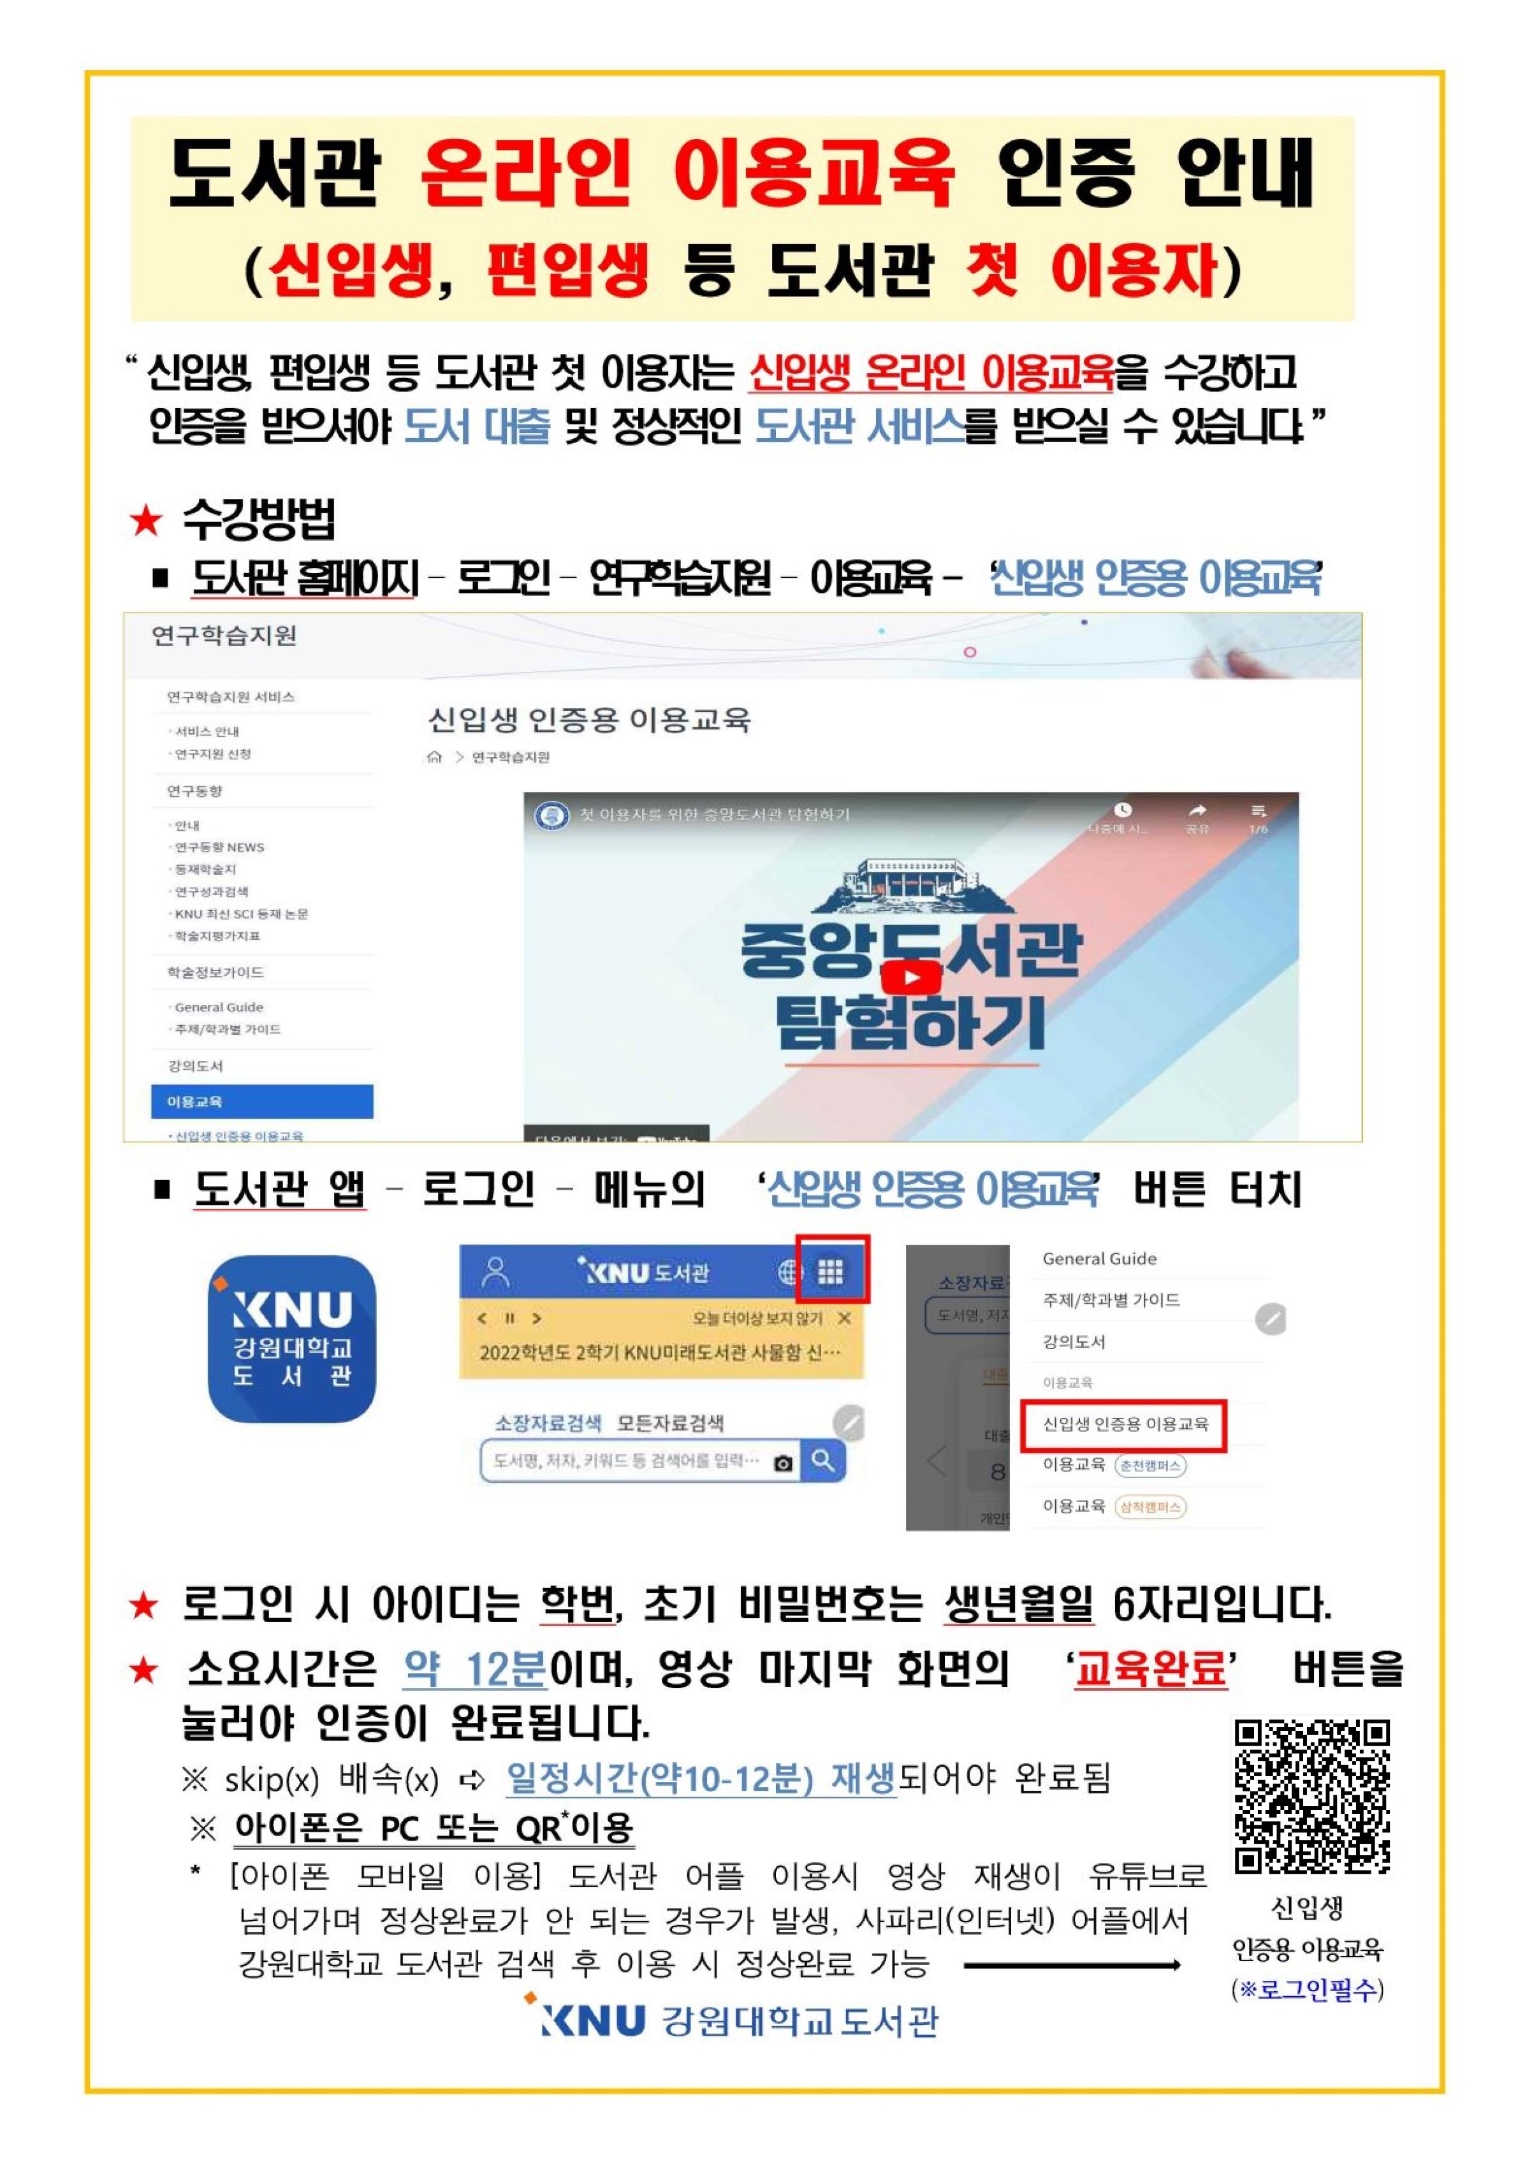 도서관 온라인 이용교육 인증 안내
(신입생, 편입생 등 도서관 첫 이용자)
“ 신입생, 편입생 등 도서관 첫 이용자는 신입생 온라인 이용교육을 수강하고
인증을 받으셔야 도서 대출 및 정상적인 도서관 서비스를 받으실 수 있습니다.”
★ 수강방법
■ 도서관 홈페이지 – 로그인 – 연구학습지원 – 이용교육 – ‘신입생 인증용 이용교육’
연구학습지원
연구학습지원 서비스
· 서비스 안내
· 연구지원 신청
연구동향
· 안내
· 연구동향 NEWS
· 등재학술지
· 연구성과검색
· KNU 최신 SCI 등재 논문
· 학술지평가지표
학술정보가이드
· General Guide
· 주제/학과별 가이드
강의도서
이용교육
· 신입생 인증용 이용교육
신입생 인증용 이용교육
> 연구학습지원
첫 이용자를 위한 중앙도서관 탐험하기
나중에 시...
공유
1/6
중앙도서관
탐험하기
다음에서 보기: YouTube
■ 도서관 앱 – 로그인 – 메뉴의 ‘신입생 인증용 이용교육’ 버튼 터치
KNU
강원대학교
도 서 관
KNU 도서관
< II >
오늘 더이상 보지 않기 ×
2022학년도 2학기 KNU미래도서관 사물함 신…
소장자료검색 모든자료검색
도서명, 저자, 키워드 등 검색어를 입력…
소장자료
도서명, 저자
대출
대출
8
개인
General Guide
주제/학과별 가이드
강의도서
이용교육
신입생 인증용 이용교육
이용교육 춘천캠퍼스
이용교육 삼척캠퍼스
★ 로그인 시 아이디는 학번, 초기 비밀번호는 생년월일 6자리입니다.
★ 소요시간은 약 12분이며, 영상 마지막 화면의 ‘교육완료’ 버튼을
눌러야 인증이 완료됩니다.
※ skip(x) 배속(x) ➪ 일정시간(약10-12분) 재생되어야 완료됨
※ 아이폰은 PC 또는 QR*이용
* [아이폰 모바일 이용] 도서관 어플 이용시 영상 재생이 유튜브로
넘어가며 정상완료가 안 되는 경우가 발생, 사파리(인터넷) 어플에서
강원대학교 도서관 검색 후 이용 시 정상완료 가능
신입생
인증용 이용교육
(※로그인필수)
KNU 강원대학교도서관